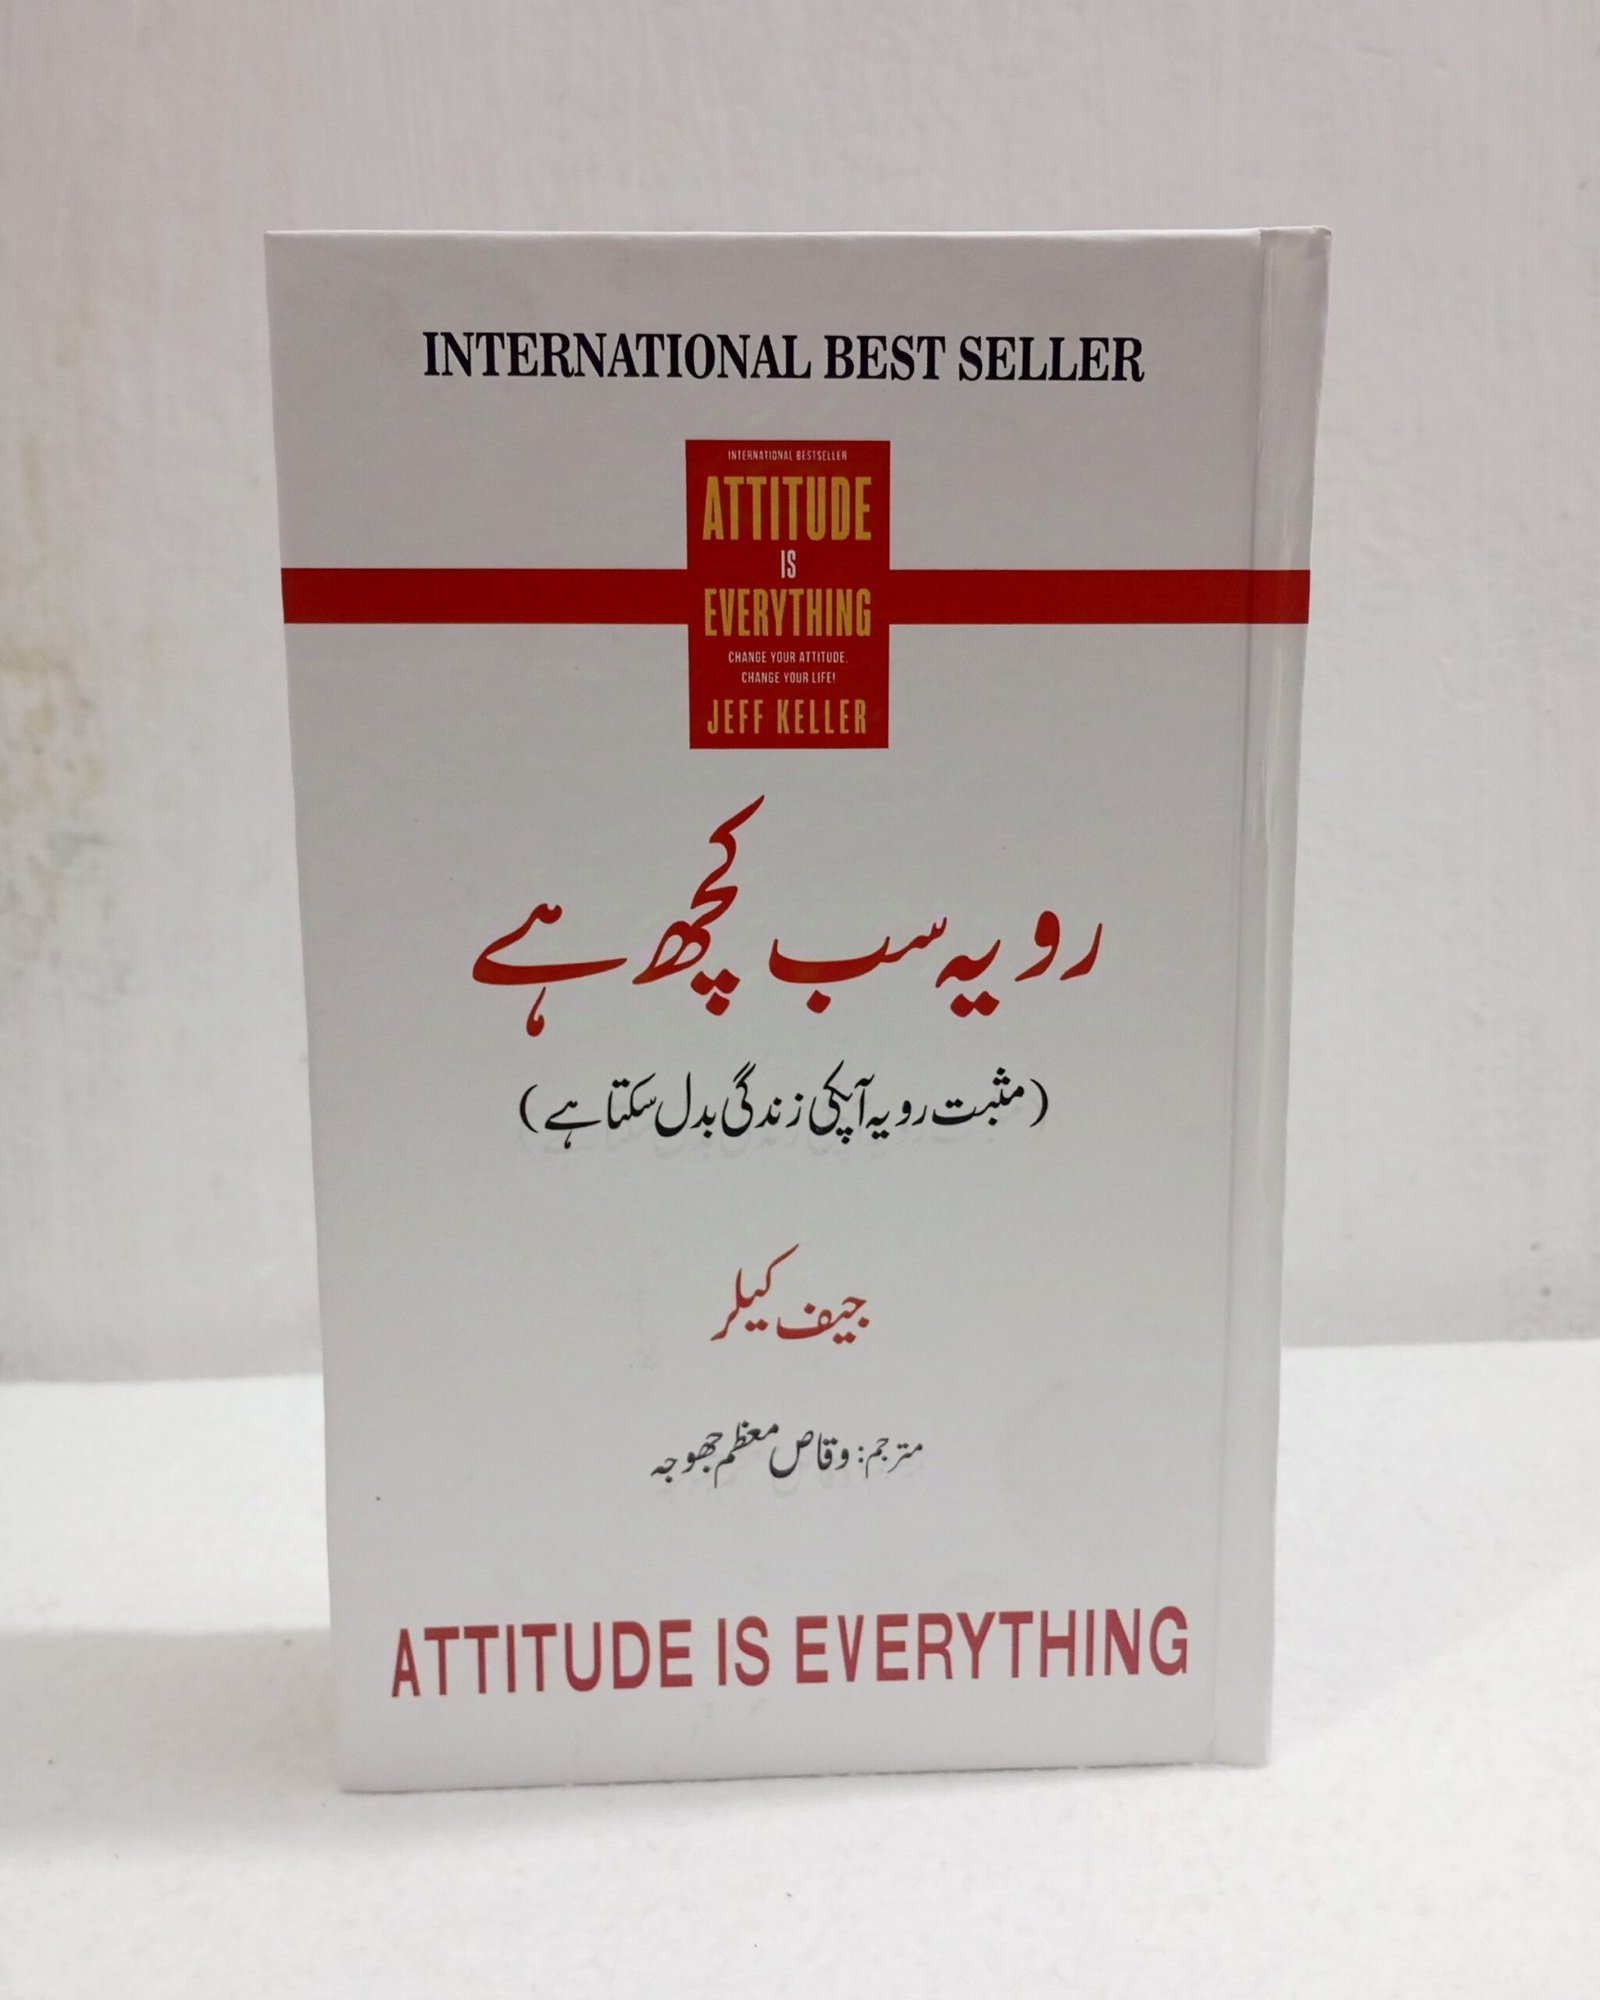 INTERNATIONAL BEST SELLER
INTERNATIONAL BESTSELLER
ATTITUDE
IS
EVERYTHING
CHANGE YOUR ATTITUDE.
CHANGE YOUR LIFE!
JEFF KELLER
رویہ سب کچھ ہے
(مثبت رویہ آپکی زندگی بدل سکتا ہے)
جیف کیلر
مترجم: وقاص معظم جھوجہ
ATTITUDE IS EVERYTHING